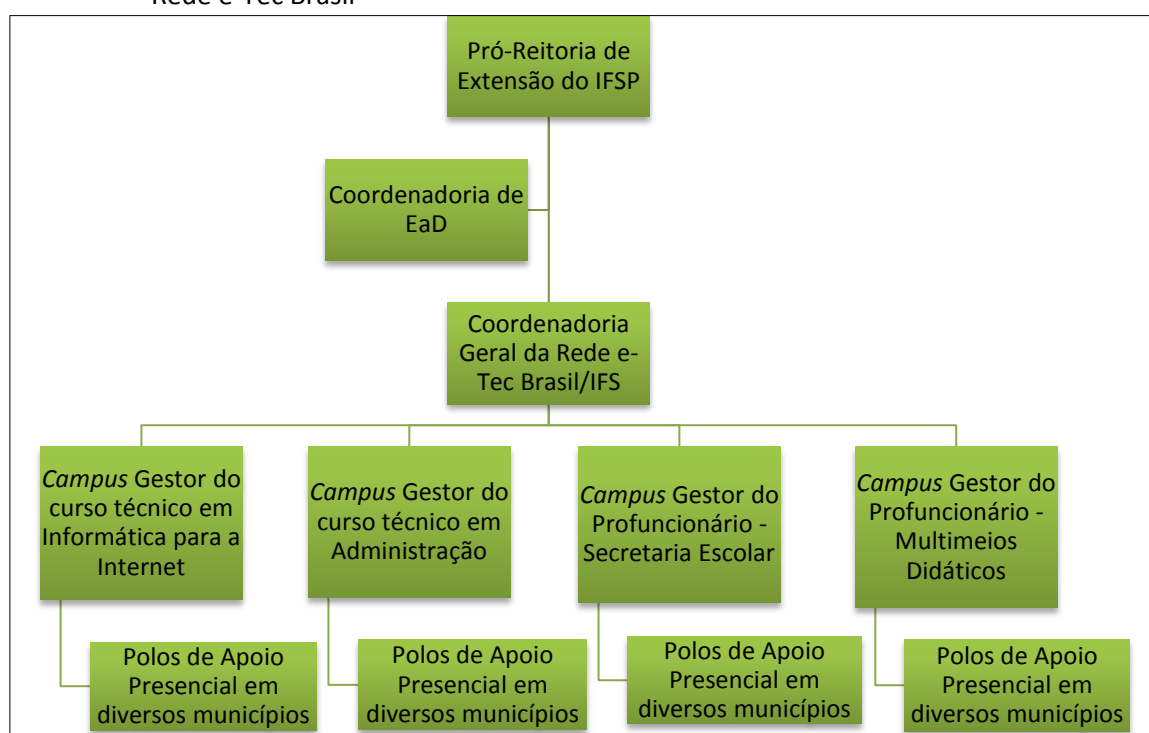 Rede e-Tec Brasil
Pró-Reitoria de
Extensão do IFSP
Coordenadoria de
EaD
Coordenadoria
Geral da Rede e-
Tec Brasil/IFS
Campus Gestor do
curso técnico em
Informática para a
Internet
Campus Gestor do
curso técnico em
Administração
Campus Gestor do
Profuncionário -
Secretaria Escolar
Campus Gestor do
Profuncionário -
Multimeios
Didáticos
Polos de Apoio
Presencial em
diversos municípios
Polos de Apoio
Presencial em
diversos municípios
Polos de Apoio
Presencial em
diversos municípios
Polos de Apoio
Presencial em
diversos municípios